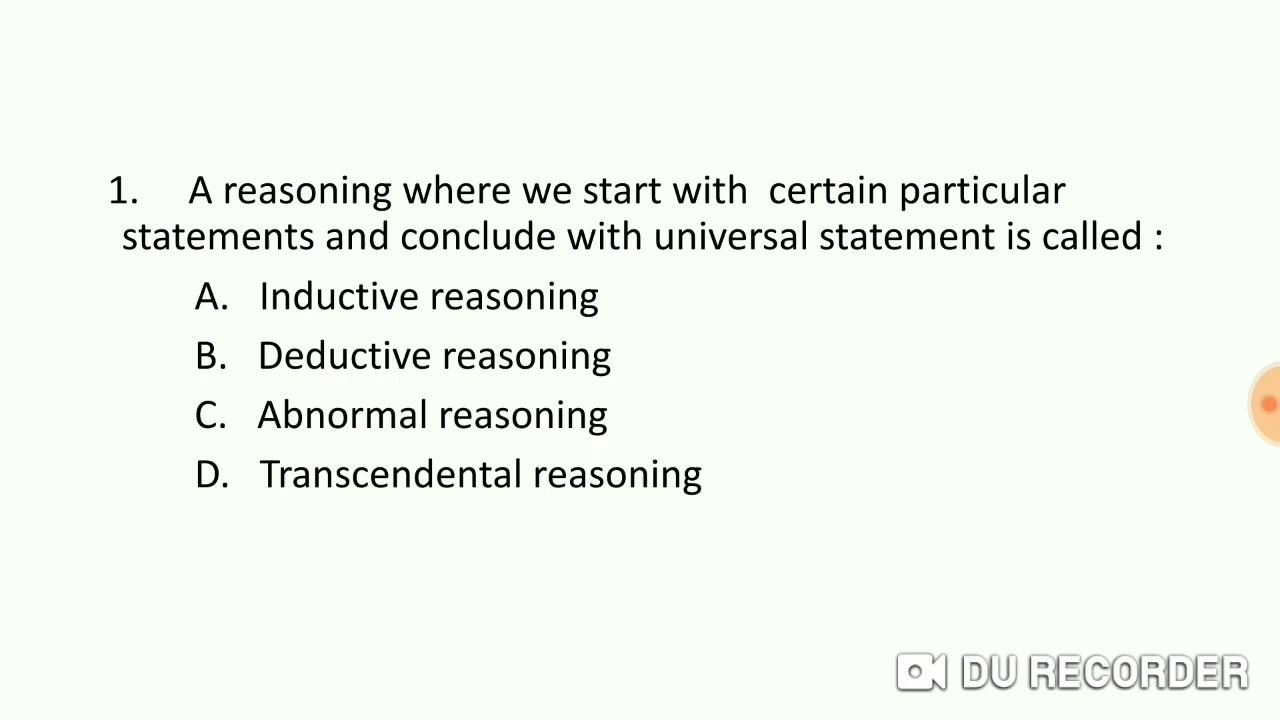 1. A reasoning where we start with certain particular
statements and conclude with universal statement is called :
A. Inductive reasoning
B. Deductive reasoning
C. Abnormal reasoning
D. Transcendental reasoning
DU RECORDER